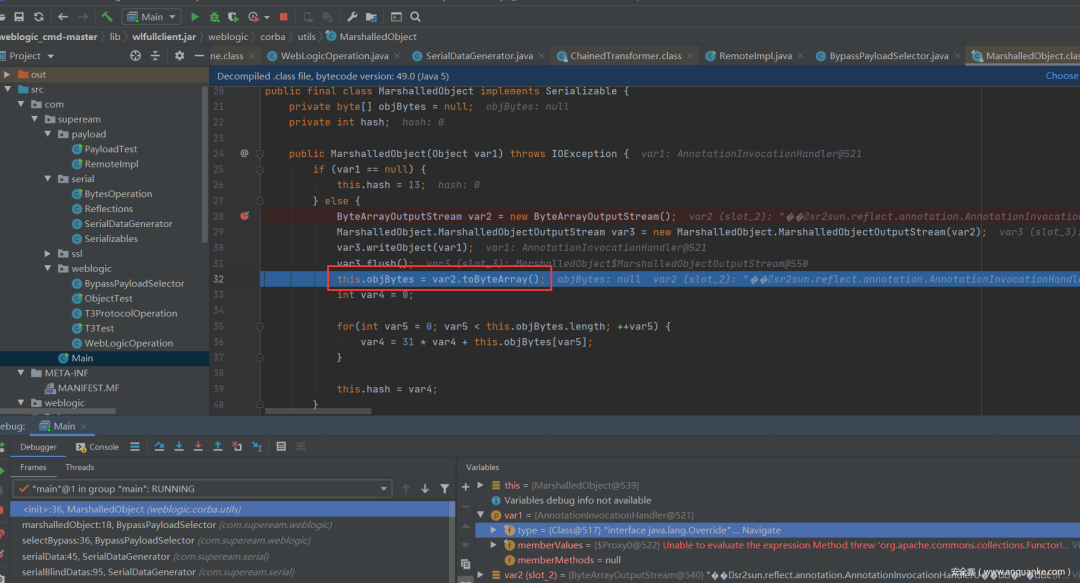 Main
weblogic_cmd-master lib wlfullclient.jar weblogic corba utils MarshalledObject
Project ne.class WebLogicOperation.java SerialDataGenerator.java ChainedTransformer.class RemoteImpl.java BypassPayloadSelector.java MarshalledObject.clas
out
Decompiled .class file, bytecode version: 49.0 (Java 5) Choose
src
com
supeream
payload
PayloadTest
RemoteImpl
serial
BytesOperation
Reflections
SerialDataGenerator
Serializables
ssl
weblogic
BypassPayloadSelector
ObjectTest
T3ProtocolOperation
T3Test
WebLogicOperation
Main
META-INF
MANIFEST.MF
weblogic
20 public final class MarshalledObject implements Serializable {
21 private byte[] objBytes = null; objBytes: null
22 private int hash; hash: 0
23
24 @ public MarshalledObject(Object var1) throws IOException { var1: AnnotationInvocationHandler@521
25 if (var1 == null) {
26 this.hash = 13; hash: 0
27 } else {
28 ByteArrayOutputStream var2 = new ByteArrayOutputStream(); var2 (slot_2): "��sr2sun.reflect.annotation.AnnotationInvocation
29 MarshalledObject.MarshalledObjectOutputStream var3 = new MarshalledObject.MarshalledObjectOutputStream(var2); var3 (slot_3)
30 var3.writeObject(var1); var1: AnnotationInvocationHandler@521
31 var3.flush(); var3 (slot_3): MarshalledObject$MarshalledObjectOutputStream@550
32 this.objBytes = var2.toByteArray(); objBytes: null var2 (slot_2): "��sr2sun.reflect.annotation.AnnotationInvocation
33 int var4 = 0;
34
35 for(int var5 = 0; var5 < this.objBytes.length; ++var5) {
36 var4 = 31 * var4 + this.objBytes[var5];
37 }
38
39 this.hash = var4;
40 }
ebug: Main
Debugger Console
Frames Threads
"main"@1 in group "main": RUNNING
<init>:36, MarshalledObject (weblogic.corba.utils)
marshalledObject:18, BypassPayloadSelector (com.supeream.weblogic)
selectBypass:36, BypassPayloadSelector (com.supeream.weblogic)
serialData:45, SerialDataGenerator (com.supeream.serial)
serialBlindDatas:95, SerialDataGenerator (com.supeream.serial)
Variables
this = {MarshalledObject@539}
Variables debug info not available
var1 = {AnnotationInvocationHandler@521}
type = {Class@517} "interface java.lang.Override" ... Navigate
memberValues = {$Proxy0@522} Unable to evaluate the expression Method threw 'org.apache.commons.collections.Functor!...
memberMethods = null
var2 (slot_2) = {ByteArrayOutputStream@540} "��sr2sun.reflect.annotation.AnnotationInvocationHandler
安全客 ( www.anquanke.com )